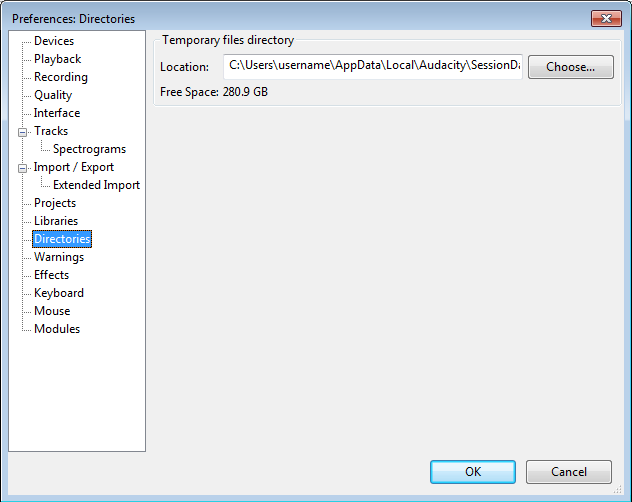 Preferences: Directories
Devices
Playback
Recording
Quality
Interface
Tracks
Spectrograms
Import / Export
Extended Import
Projects
Libraries
Directories
Warnings
Effects
Keyboard
Mouse
Modules
Temporary files directory
Location: C:\Users\username\AppData\Local\Audacity\SessionDa Choose...
Free Space: 280.9 GB
OK Cancel